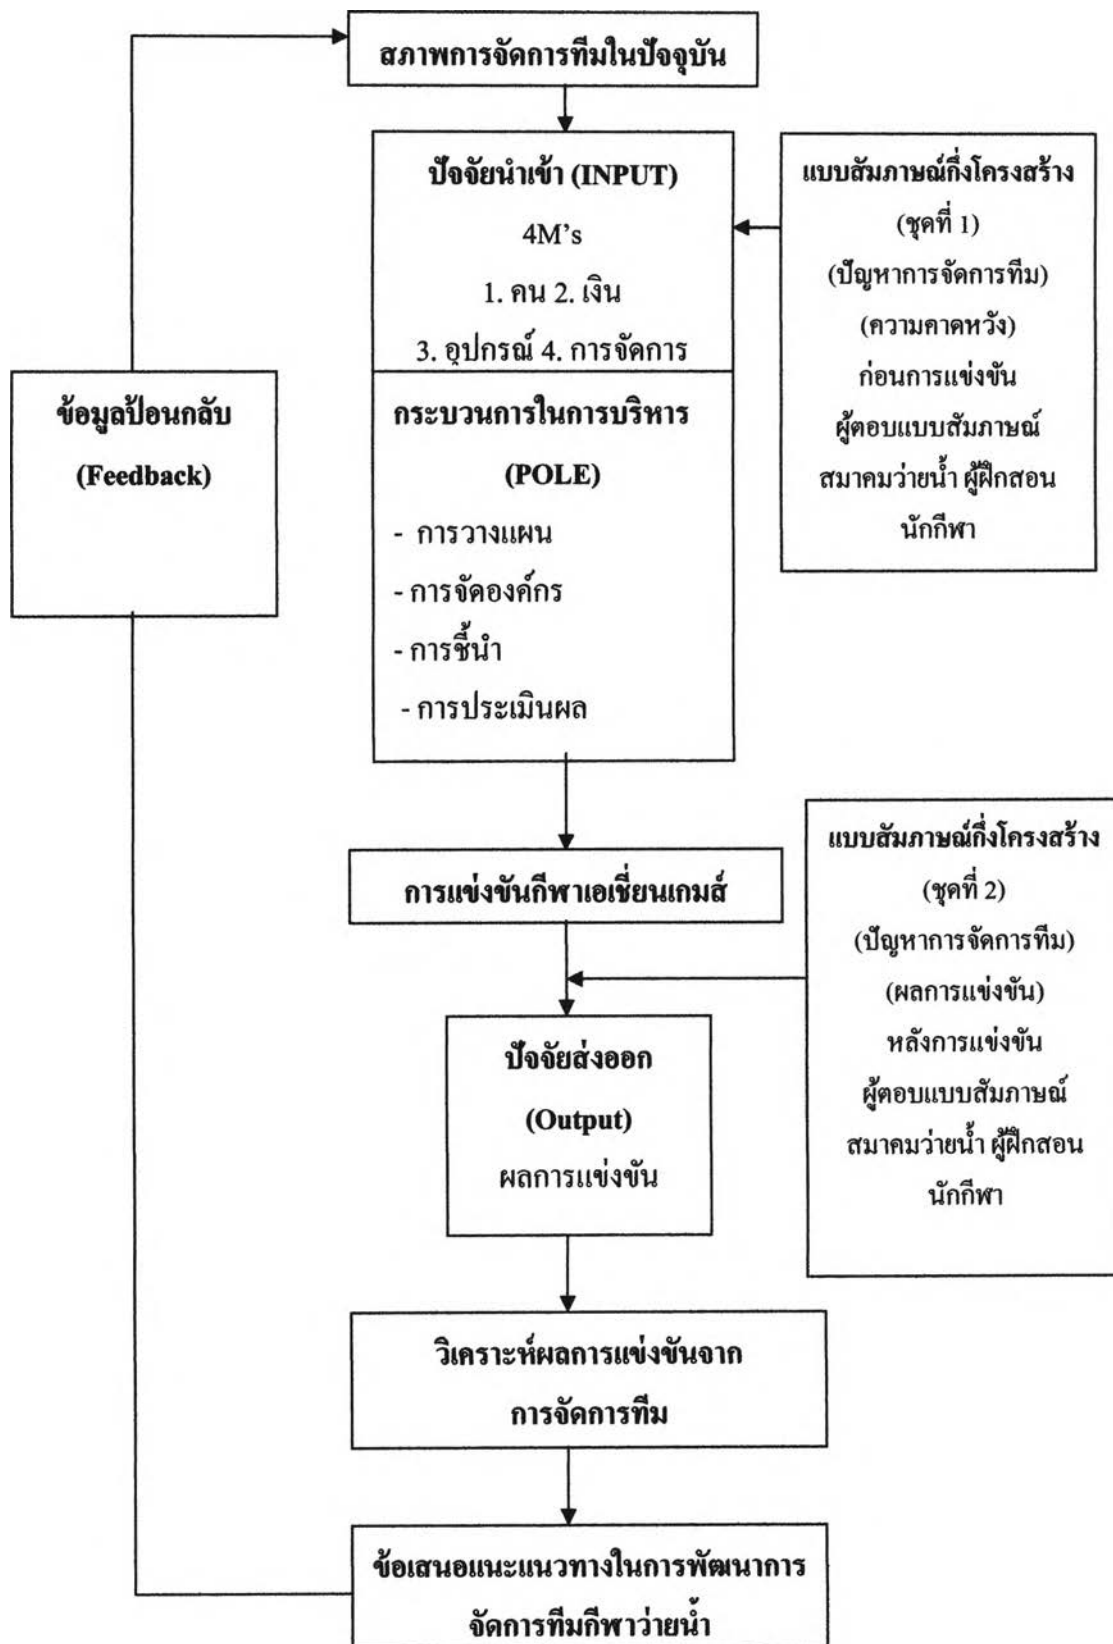 สภาพการจัดการทีมในปัจจุบัน
ปัจจัยนำเข้า (INPUT)
4M's
1. คน 2. เงิน
3. อุปกรณ์ 4. การจัดการ
แบบสัมภาษณ์กึ่งโครงสร้าง
(ชุดที่ 1)
(ปัญหาการจัดการทีม)
(ความคาดหวัง)
ก่อนการแข่งขัน
ผู้ตอบแบบสัมภาษณ์
สมาคมว่ายน้ำ ผู้ฝึกสอน
นักกีฬา
ข้อมูลป้อนกลับ
(Feedback)
กระบวนการในการบริหาร
(POLE)
- การวางแผน
- การจัดองค์กร
- การชี้นำ
- การประเมินผล
การแข่งขันกีฬาเอเชี่ยนเกมส์
แบบสัมภาษณ์กึ่งโครงสร้าง
(ชุดที่ 2)
(ปัญหาการจัดการทีม)
(ผลการแข่งขัน)
หลังการแข่งขัน
ผู้ตอบแบบสัมภาษณ์
สมาคมว่ายน้ำ ผู้ฝึกสอน
นักกีฬา
ปัจจัยส่งออก
(Output)
ผลการแข่งขัน
วิเคราะห์ผลการแข่งขันจาก
การจัดการทีม
ข้อเสนอแนะแนวทางในการพัฒนาการ
จัดการทีมกีฬาว่ายน้ำ